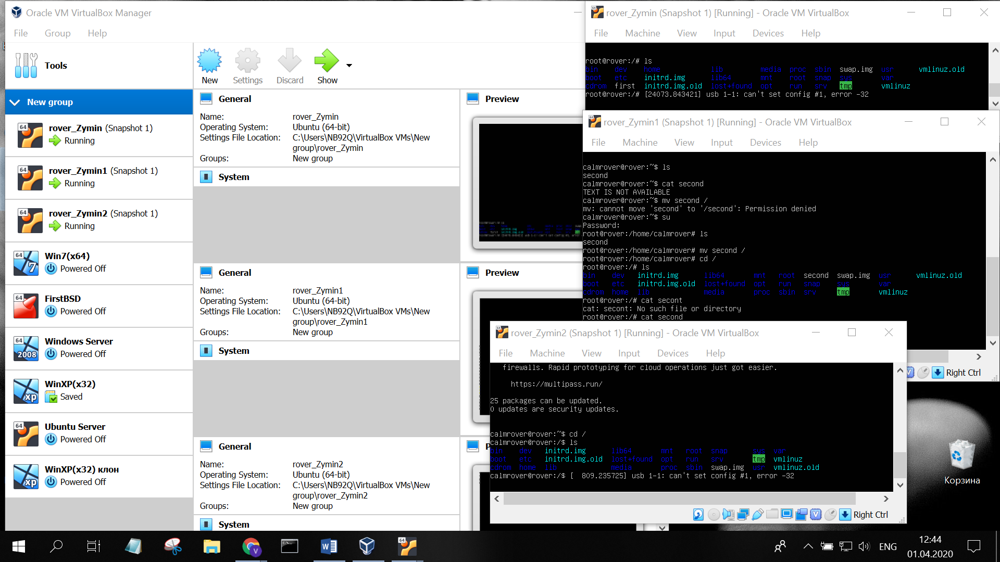 Oracle VM VirtualBox Manager
File Group Help
Tools
New Settings Discard Show
New group
64 rover_Zymin (Snapshot 1)
Running
64 rover_Zymin1 (Snapshot 1)
Running
64 rover_Zymin2 (Snapshot 1)
Running
64 7 Win7(x64)
Powered Off
64 FirstBSD
Powered Off
64 2008 Windows Server
Powered Off
xp WinXP(x32)
Saved
64 Ubuntu Server
Powered Off
xp WinXP(x32) клон
Powered Off
General
Name: rover_Zymin
Operating System: Ubuntu (64-bit)
Settings File Location: C:\Users\NB92Q\VirtualBox VMs\New
group\rover_Zymin
Groups: New group
System
Preview
General
Name: rover_Zymin1
Operating System: Ubuntu (64-bit)
Settings File Location: C:\Users\NB92Q\VirtualBox VMs\New
group\rover_Zymin1
Groups: New group
System
Preview
General
Name: rover_Zymin2
Operating System: Ubuntu (64-bit)
Settings File Location: C:\Users\NB92Q\VirtualBox VMs\New
group\rover_Zymin2
Groups: New group
System
64 rover_Zymin (Snapshot 1) [Running] - Oracle VM VirtualBox
File Machine View Input Devices Help
root@rover:/# ls
bin dev home lib media proc sbin swap.img usr vmlinuz.old
boot etc initrd.img lib64 mnt root snap sys var
cdrom first initrd.img.old lost+found opt run srv tmp vmlinuz
root@rover:/# [24073.843421] usb 1-1: can't set config #1, error -32
64 rover_Zymin1 (Snapshot 1) [Running] - Oracle VM VirtualBox
File Machine View Input Devices Help
calmrover@rover:~$ ls
second
calmrover@rover:~$ cat second
TEXT IS NOT AVAILABLE
calmrover@rover:~$ mv second /
mv: cannot move 'second' to '/second': Permission denied
calmrover@rover:~$ su
Password:
root@rover:/home/calmrover# ls
second
root@rover:/home/calmrover# mv second /
root@rover:/home/calmrover# cd /
root@rover:/# ls
bin dev initrd.img lib64 mnt root second swap.img usr vmlinuz.old
boot etc initrd.img.old lost+found opt run snap sys var
cdrom home lib media proc sbin srv tmp vmlinuz
root@rover:/# cat secont
cat: secont: No such file or directory
root@rover:/# cat second
Right Ctrl
64 rover_Zymin2 (Snapshot 1) [Running] - Oracle VM VirtualBox
File Machine View Input Devices Help
firewalls. Rapid prototyping for cloud operations just got easier.
https://multipass.run/
25 packages can be updated.
0 updates are security updates.
calmrover@rover:~$ cd /
calmrover@rover:/$ ls
bin dev initrd.img lib64 mnt root snap sys var
boot etc initrd.img.old lost+found opt run srv tmp vmlinuz
cdrom home lib media proc sbin swap.img usr vmlinuz.old
calmrover@rover:/$ [ 809.235725] usb 1-1: can't set config #1, error -32
Right Ctrl
Корзина
ENG
12:44
01.04.2020